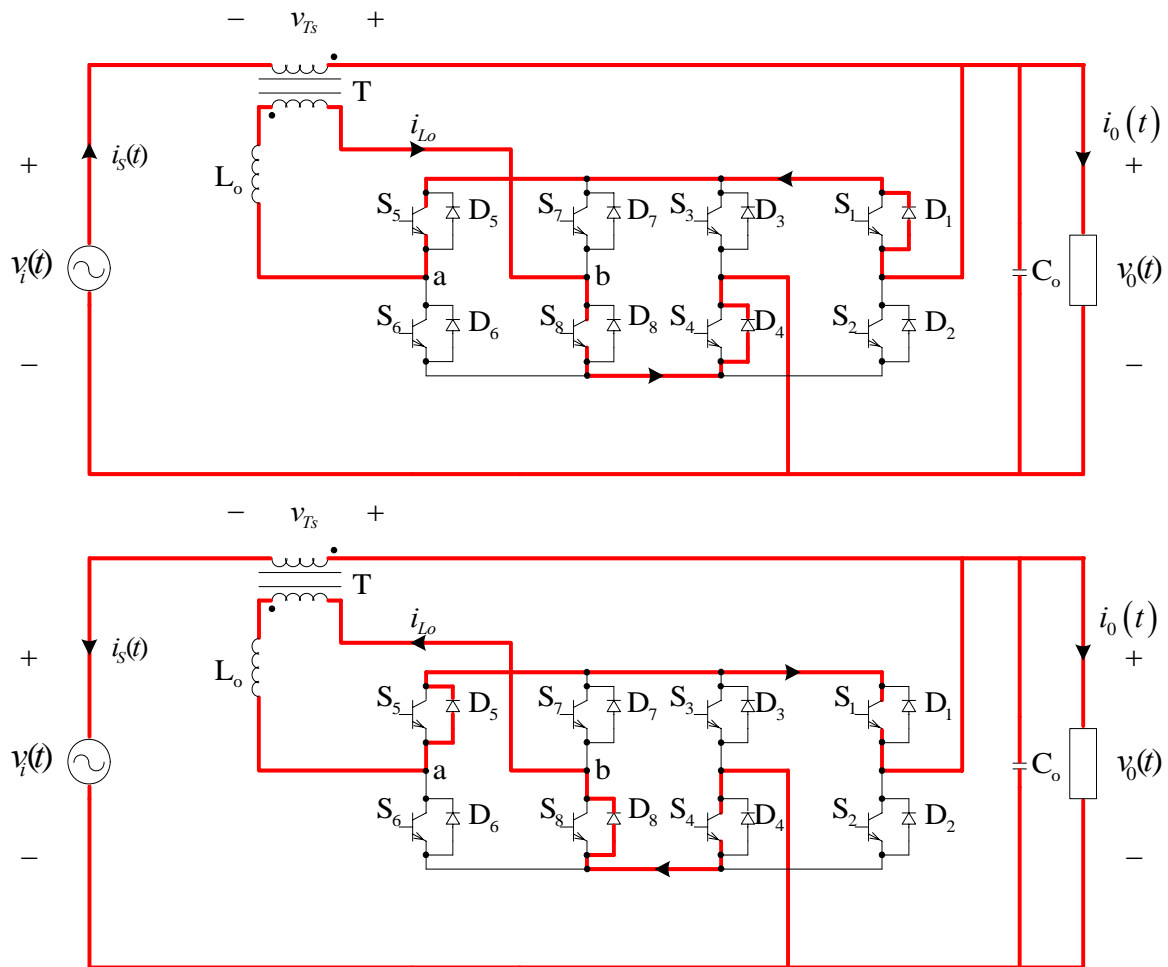 − v_Ts +
T
i_Lo
i_0(t)
+
i_S(t)
+
L_o
S_5 D_5 S_7 D_7 S_3 D_3 S_1 D_1
v_i(t)
a
b
C_o
v_0(t)
S_6 D_6 S_8 D_8 S_4 D_4 S_2 D_2
−
−
− v_Ts +
T
i_Lo
i_0(t)
+
i_S(t)
+
L_o
S_5 D_5 S_7 D_7 S_3 D_3 S_1 D_1
v_i(t)
a
b
C_o
v_0(t)
S_6 D_6 S_8 D_8 S_4 D_4 S_2 D_2
−
−